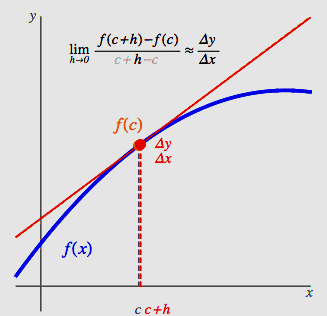 y
lim h→0 f(c+h)−f(c) / c+h−c ≈ Δy / Δx
f(c)
Δy
Δx
f(x)
x
c c+h